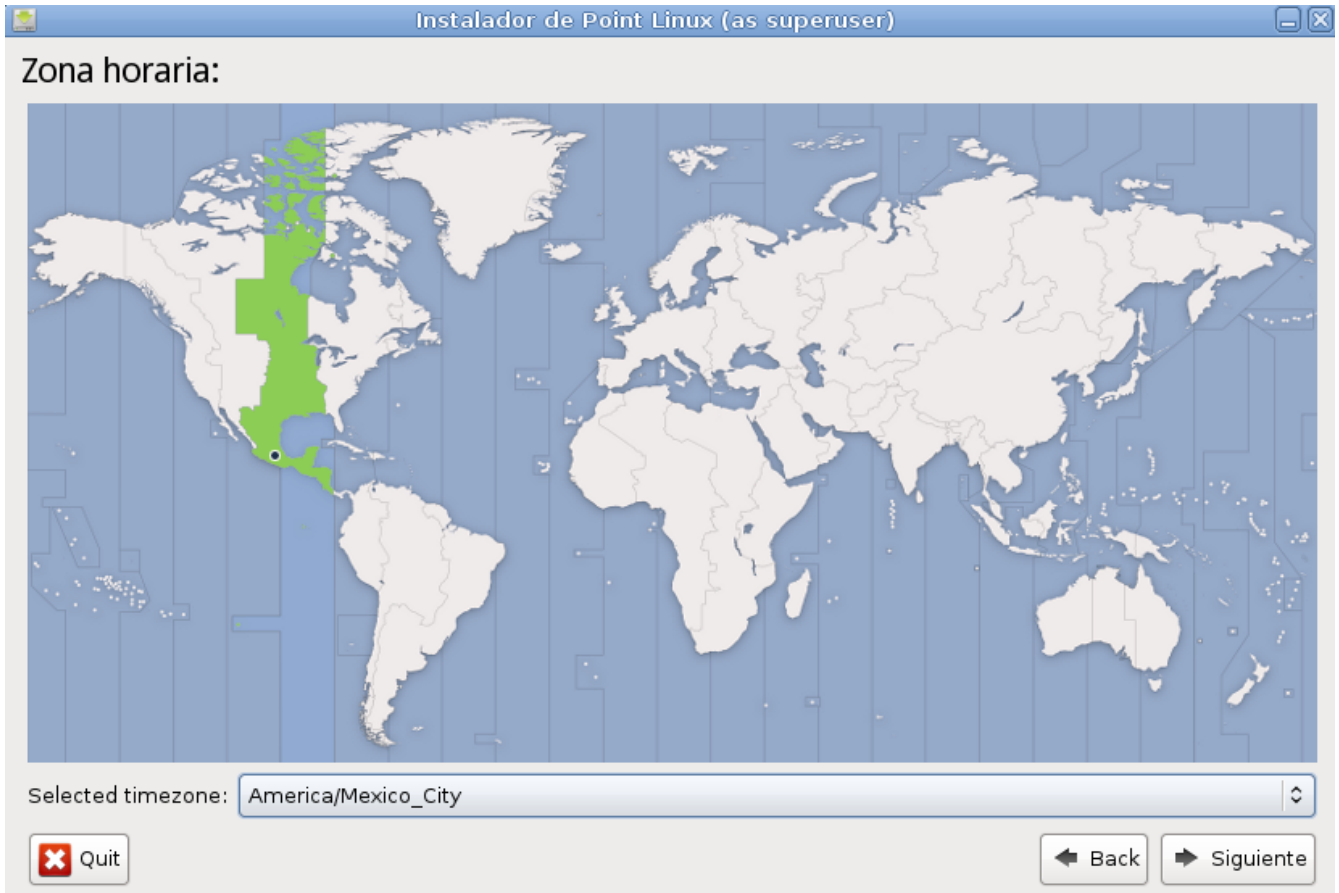 Instalador de Point Linux (as superuser)
Zona horaria:
Selected timezone: America/Mexico_City
Quit Back Siguiente